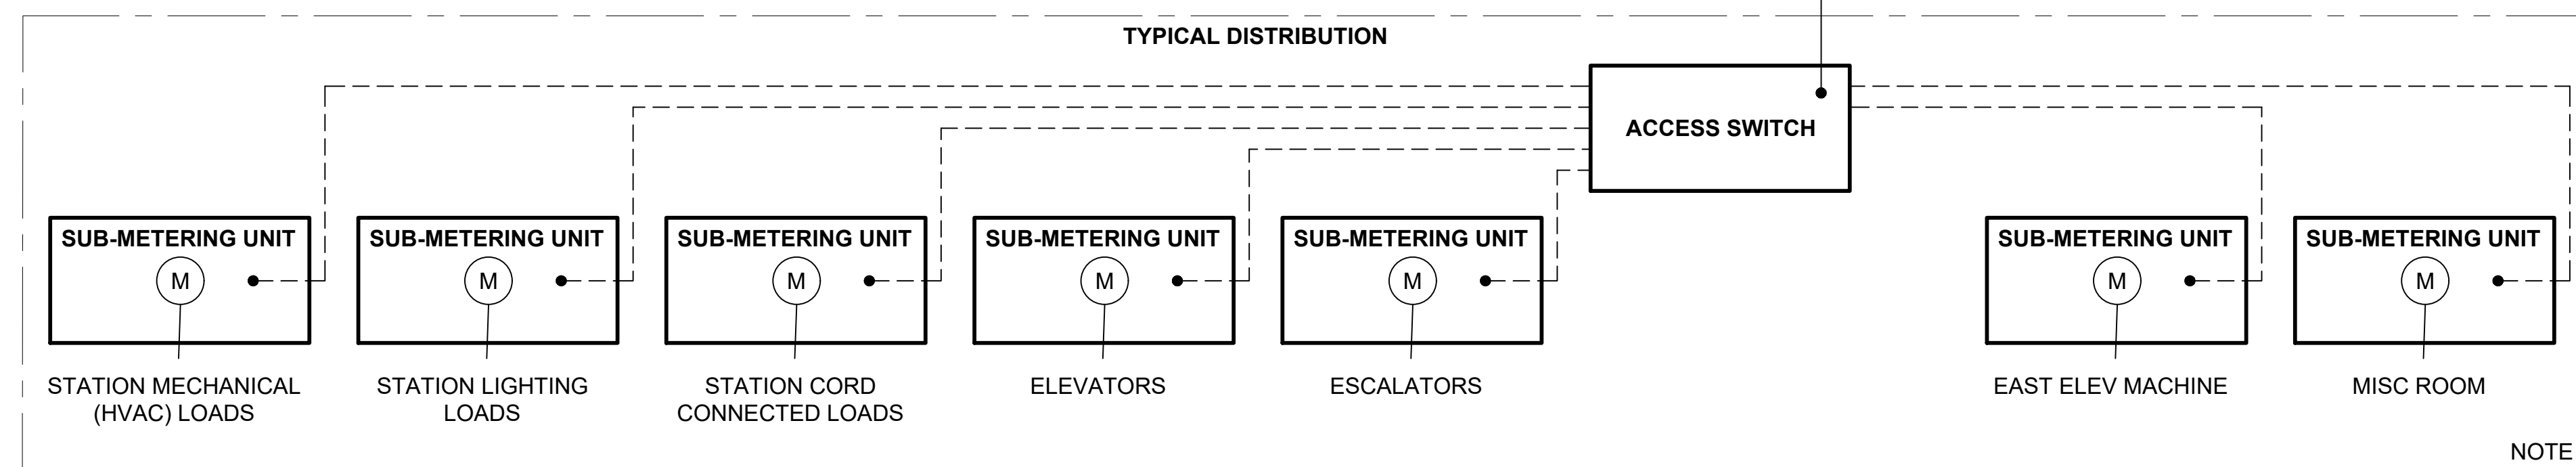 TYPICAL DISTRIBUTION
ACCESS SWITCH
SUB-METERING UNIT
M
STATION MECHANICAL
(HVAC) LOADS
SUB-METERING UNIT
M
STATION LIGHTING
LOADS
SUB-METERING UNIT
M
STATION CORD
CONNECTED LOADS
SUB-METERING UNIT
M
ELEVATORS
SUB-METERING UNIT
M
ESCALATORS
SUB-METERING UNIT
M
EAST ELEV MACHINE
SUB-METERING UNIT
M
MISC ROOM
NOTE